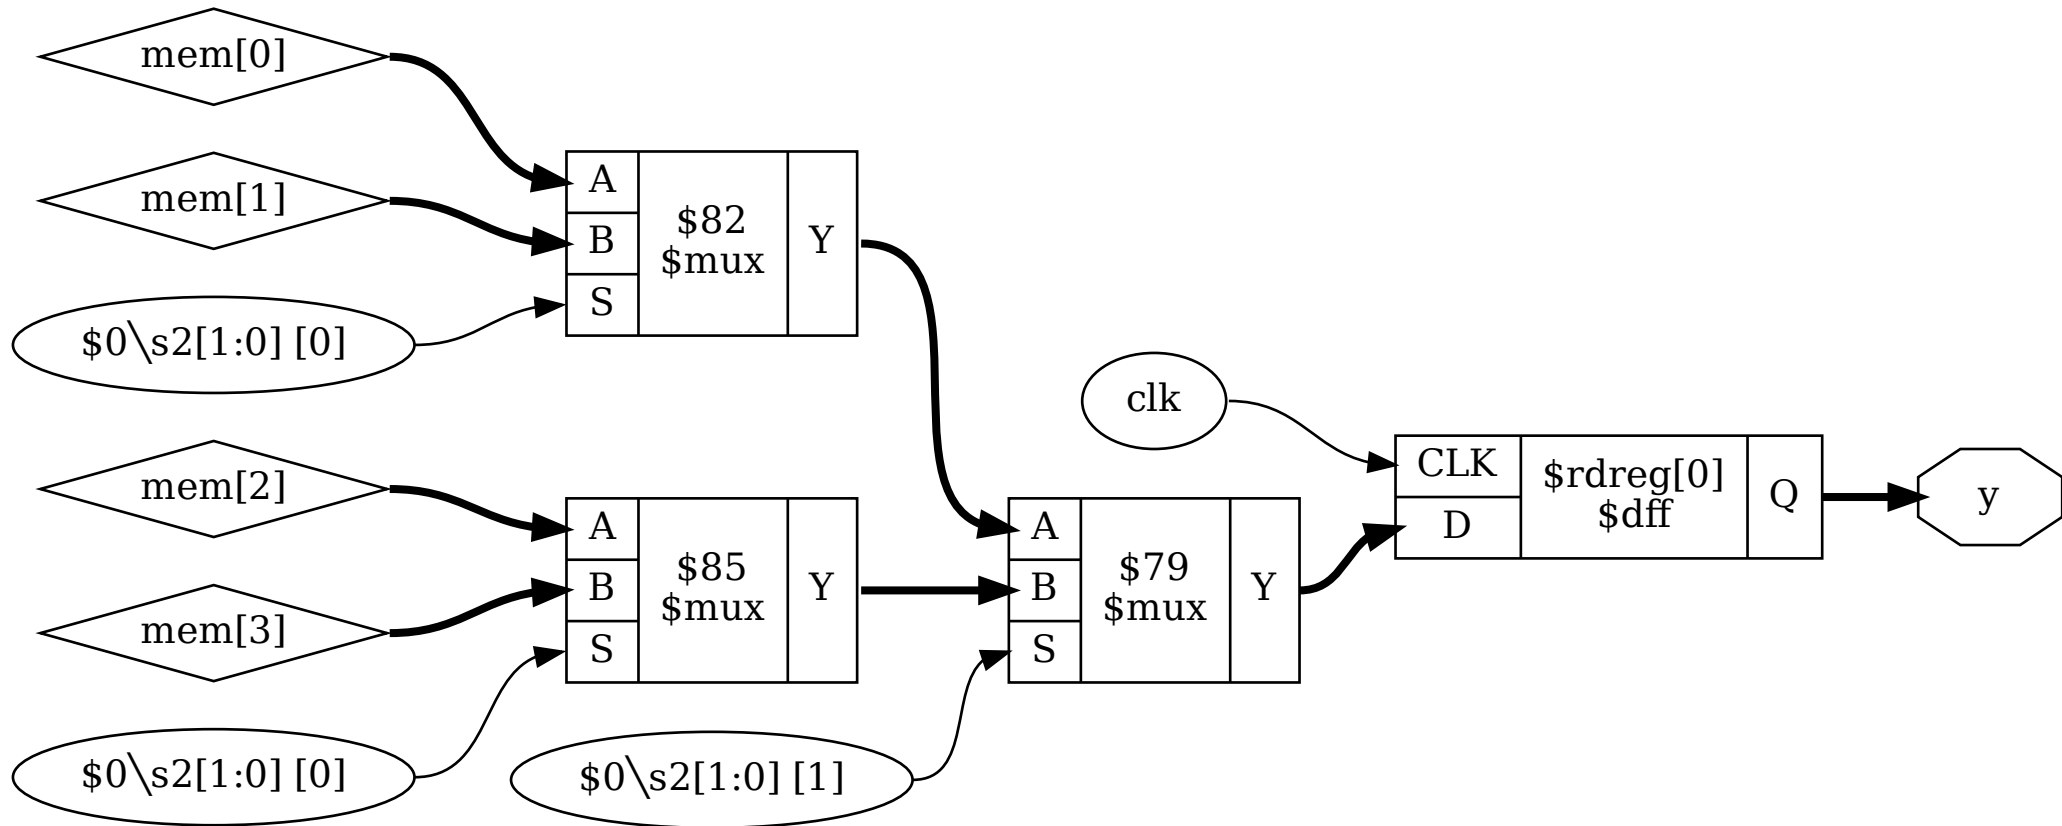 mem[0]
mem[1]
$0\s2[1:0] [0]
A
B
S
$82
$mux
Y
mem[2]
mem[3]
$0\s2[1:0] [0]
A
B
S
$85
$mux
Y
$0\s2[1:0] [1]
A
B
S
$79
$mux
Y
clk
CLK
D
$rdreg[0]
$dff
Q
y